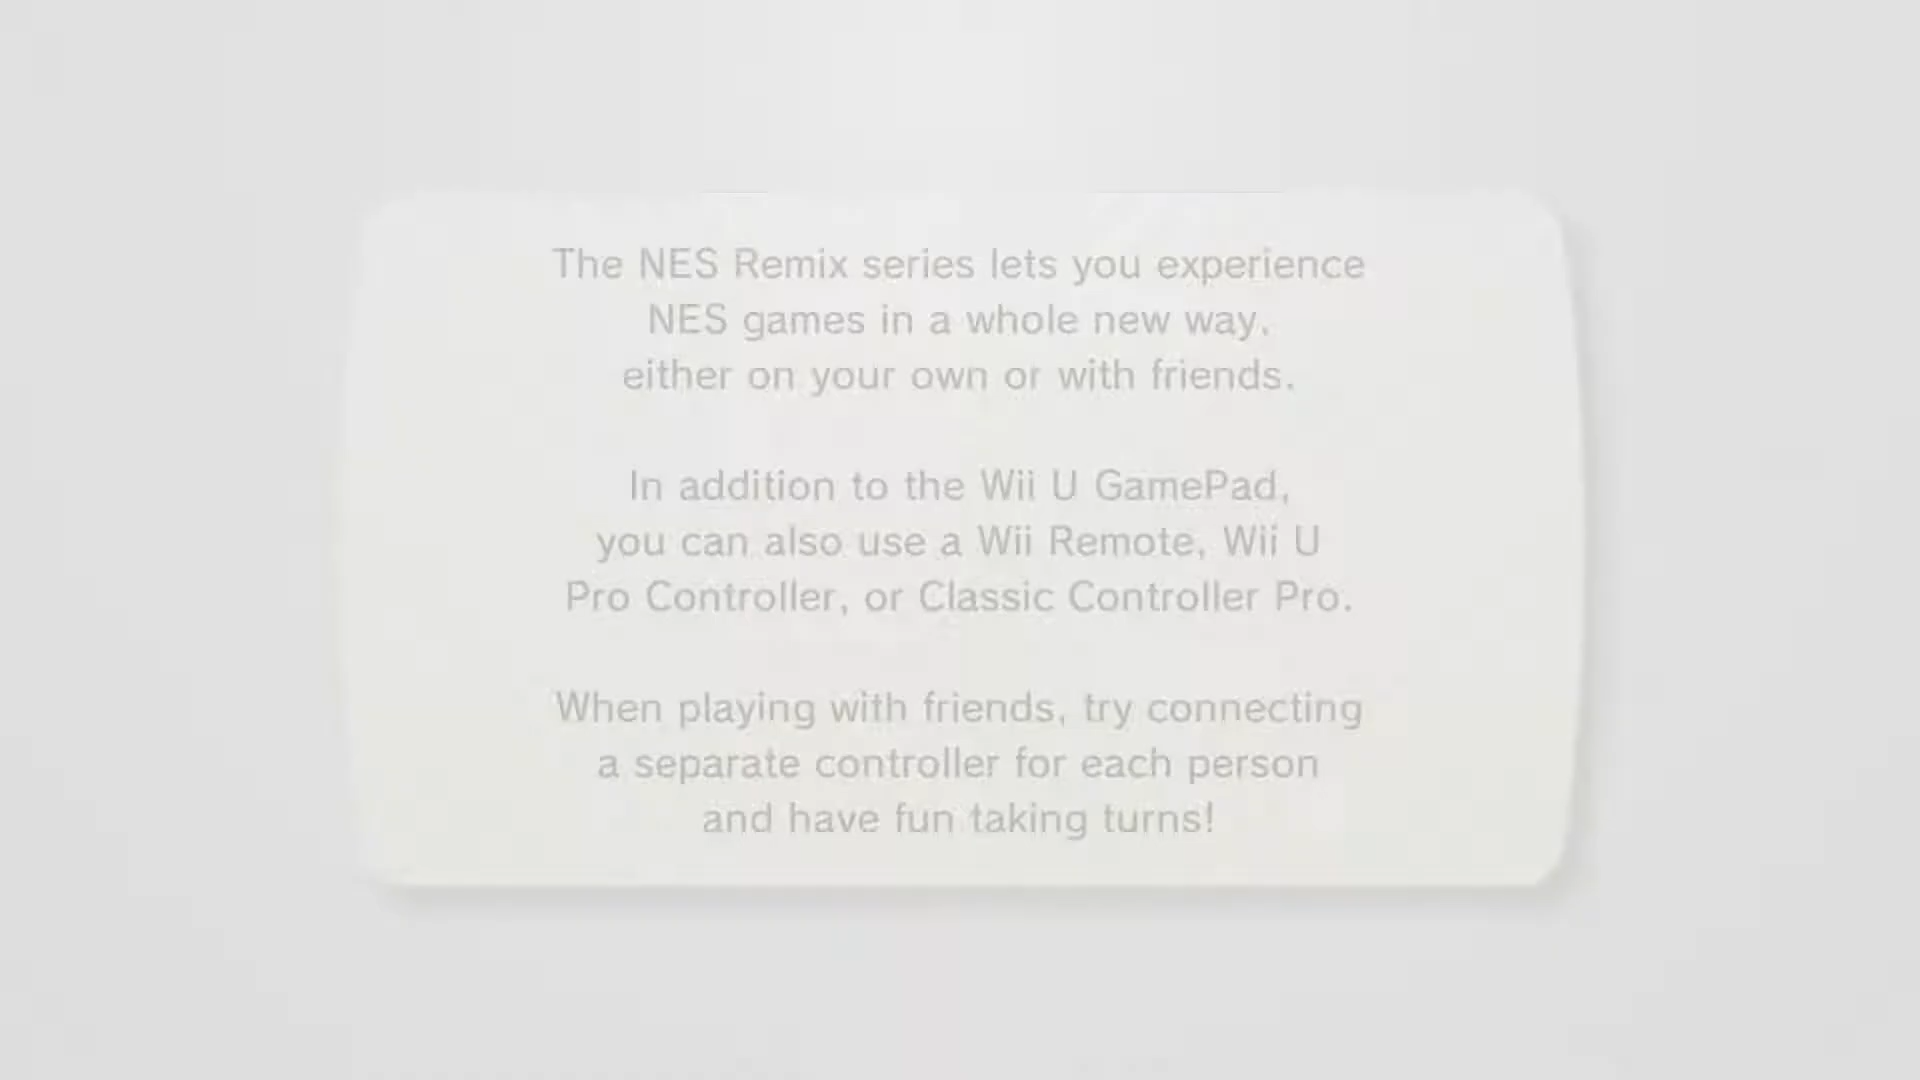 The NES Remix series lets you experience
NES games in a whole new way,
either on your own or with friends.
In addition to the Wii U GamePad,
you can also use a Wii Remote, Wii U
Pro Controller, or Classic Controller Pro.
When playing with friends, try connecting
a separate controller for each person
and have fun taking turns!